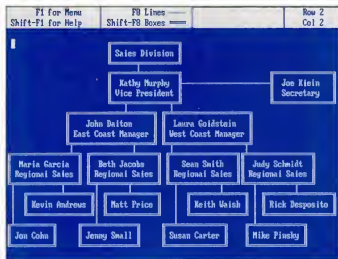 F1 for Menu F8 Lines Row 2
Shift-F1 for Help Shift-F8 Boxes Col 2
Sales Division
Kathy Murphy
Vice President
Joe Klein
Secretary
John Dalton
East Coast Manager
Laura Goldstein
West Coast Manager
Maria Garcia
Regional Sales
Beth Jacobs
Regional Sales
Sean Smith
Regional Sales
Judy Schmidt
Regional Sales
Kevin Andrews
Matt Price
Keith Walsh
Rick Desposito
Jon Cohn
Jenny Small
Susan Carter
Mike Pinsky